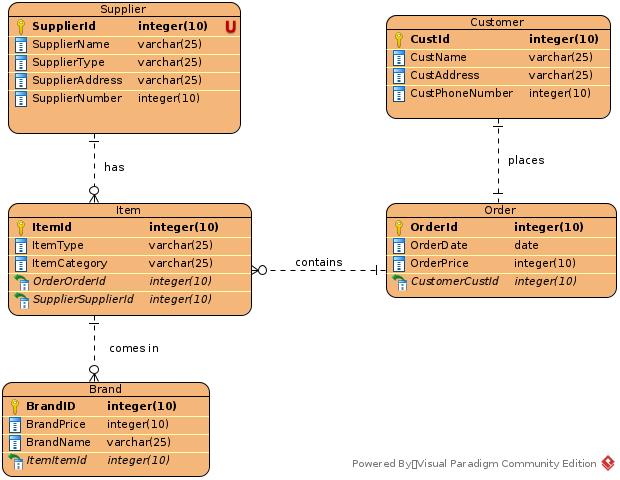 Supplier
SupplierId integer(10) U
SupplierName varchar(25)
SupplierType varchar(25)
SupplierAddress varchar(25)
SupplierNumber integer(10)
Customer
CustId integer(10)
CustName varchar(25)
CustAddress varchar(25)
CustPhoneNumber integer(10)
has
places
Item
ItemId integer(10)
ItemType varchar(25)
ItemCategory varchar(25)
OrderOrderId integer(10)
SupplierSupplierId integer(10)
contains
Order
OrderId integer(10)
OrderDate date
OrderPrice integer(10)
CustomerCustId integer(10)
comes in
Brand
BrandID integer(10)
BrandPrice integer(10)
BrandName varchar(25)
ItemItemId integer(10)
Powered By▯Visual Paradigm Community Edition